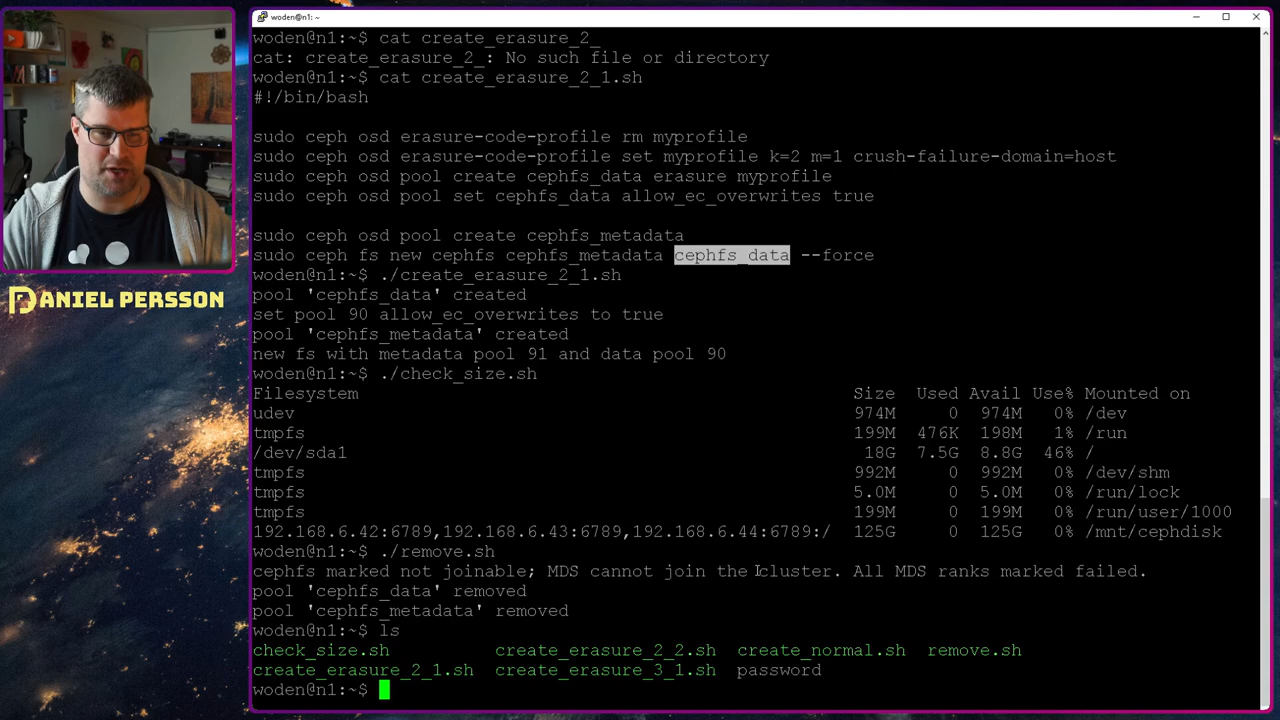 woden@n1: ~
woden@n1:~$ cat create_erasure_2_
cat: create_erasure_2_: No such file or directory
woden@n1:~$ cat create_erasure_2_1.sh
#!/bin/bash
sudo ceph osd erasure-code-profile rm myprofile
sudo ceph osd erasure-code-profile set myprofile k=2 m=1 crush-failure-domain=host
sudo ceph osd pool create cephfs_data erasure myprofile
sudo ceph osd pool set cephfs_data allow_ec_overwrites true
sudo ceph osd pool create cephfs_metadata
sudo ceph fs new cephfs cephfs_metadata cephfs_data --force
woden@n1:~$ ./create_erasure_2_1.sh
pool 'cephfs_data' created
set pool 90 allow_ec_overwrites to true
pool 'cephfs_metadata' created
new fs with metadata pool 91 and data pool 90
woden@n1:~$ ./check_size.sh
Filesystem Size Used Avail Use% Mounted on
udev 974M 0 974M 0% /dev
tmpfs 199M 476K 198M 1% /run
/dev/sda1 18G 7.5G 8.8G 46% /
tmpfs 992M 0 992M 0% /dev/shm
tmpfs 5.0M 0 5.0M 0% /run/lock
tmpfs 199M 0 199M 0% /run/user/1000
192.168.6.42:6789,192.168.6.43:6789,192.168.6.44:6789:/ 125G 0 125G 0% /mnt/cephdisk
woden@n1:~$ ./remove.sh
cephfs marked not joinable; MDS cannot join the cluster. All MDS ranks marked failed.
pool 'cephfs_data' removed
pool 'cephfs_metadata' removed
woden@n1:~$ ls
check_size.sh create_erasure_2_2.sh create_normal.sh remove.sh
create_erasure_2_1.sh create_erasure_3_1.sh password
woden@n1:~$
DANIEL PERSSON